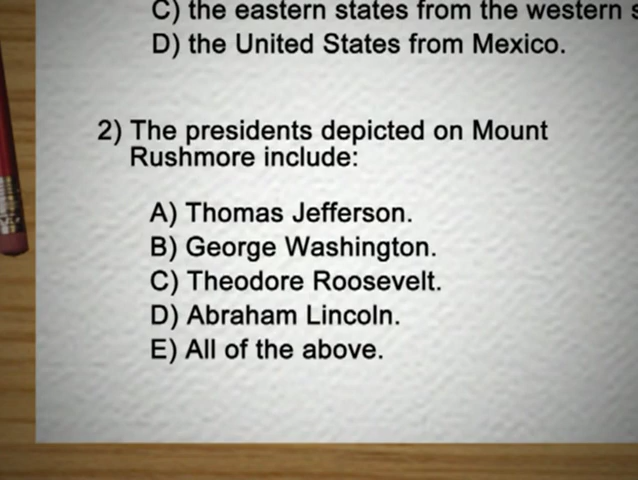 C) the eastern states from the western
D) the United States from Mexico.
2) The presidents depicted on Mount
Rushmore include:
A) Thomas Jefferson.
B) George Washington.
C) Theodore Roosevelt.
D) Abraham Lincoln.
E) All of the above.